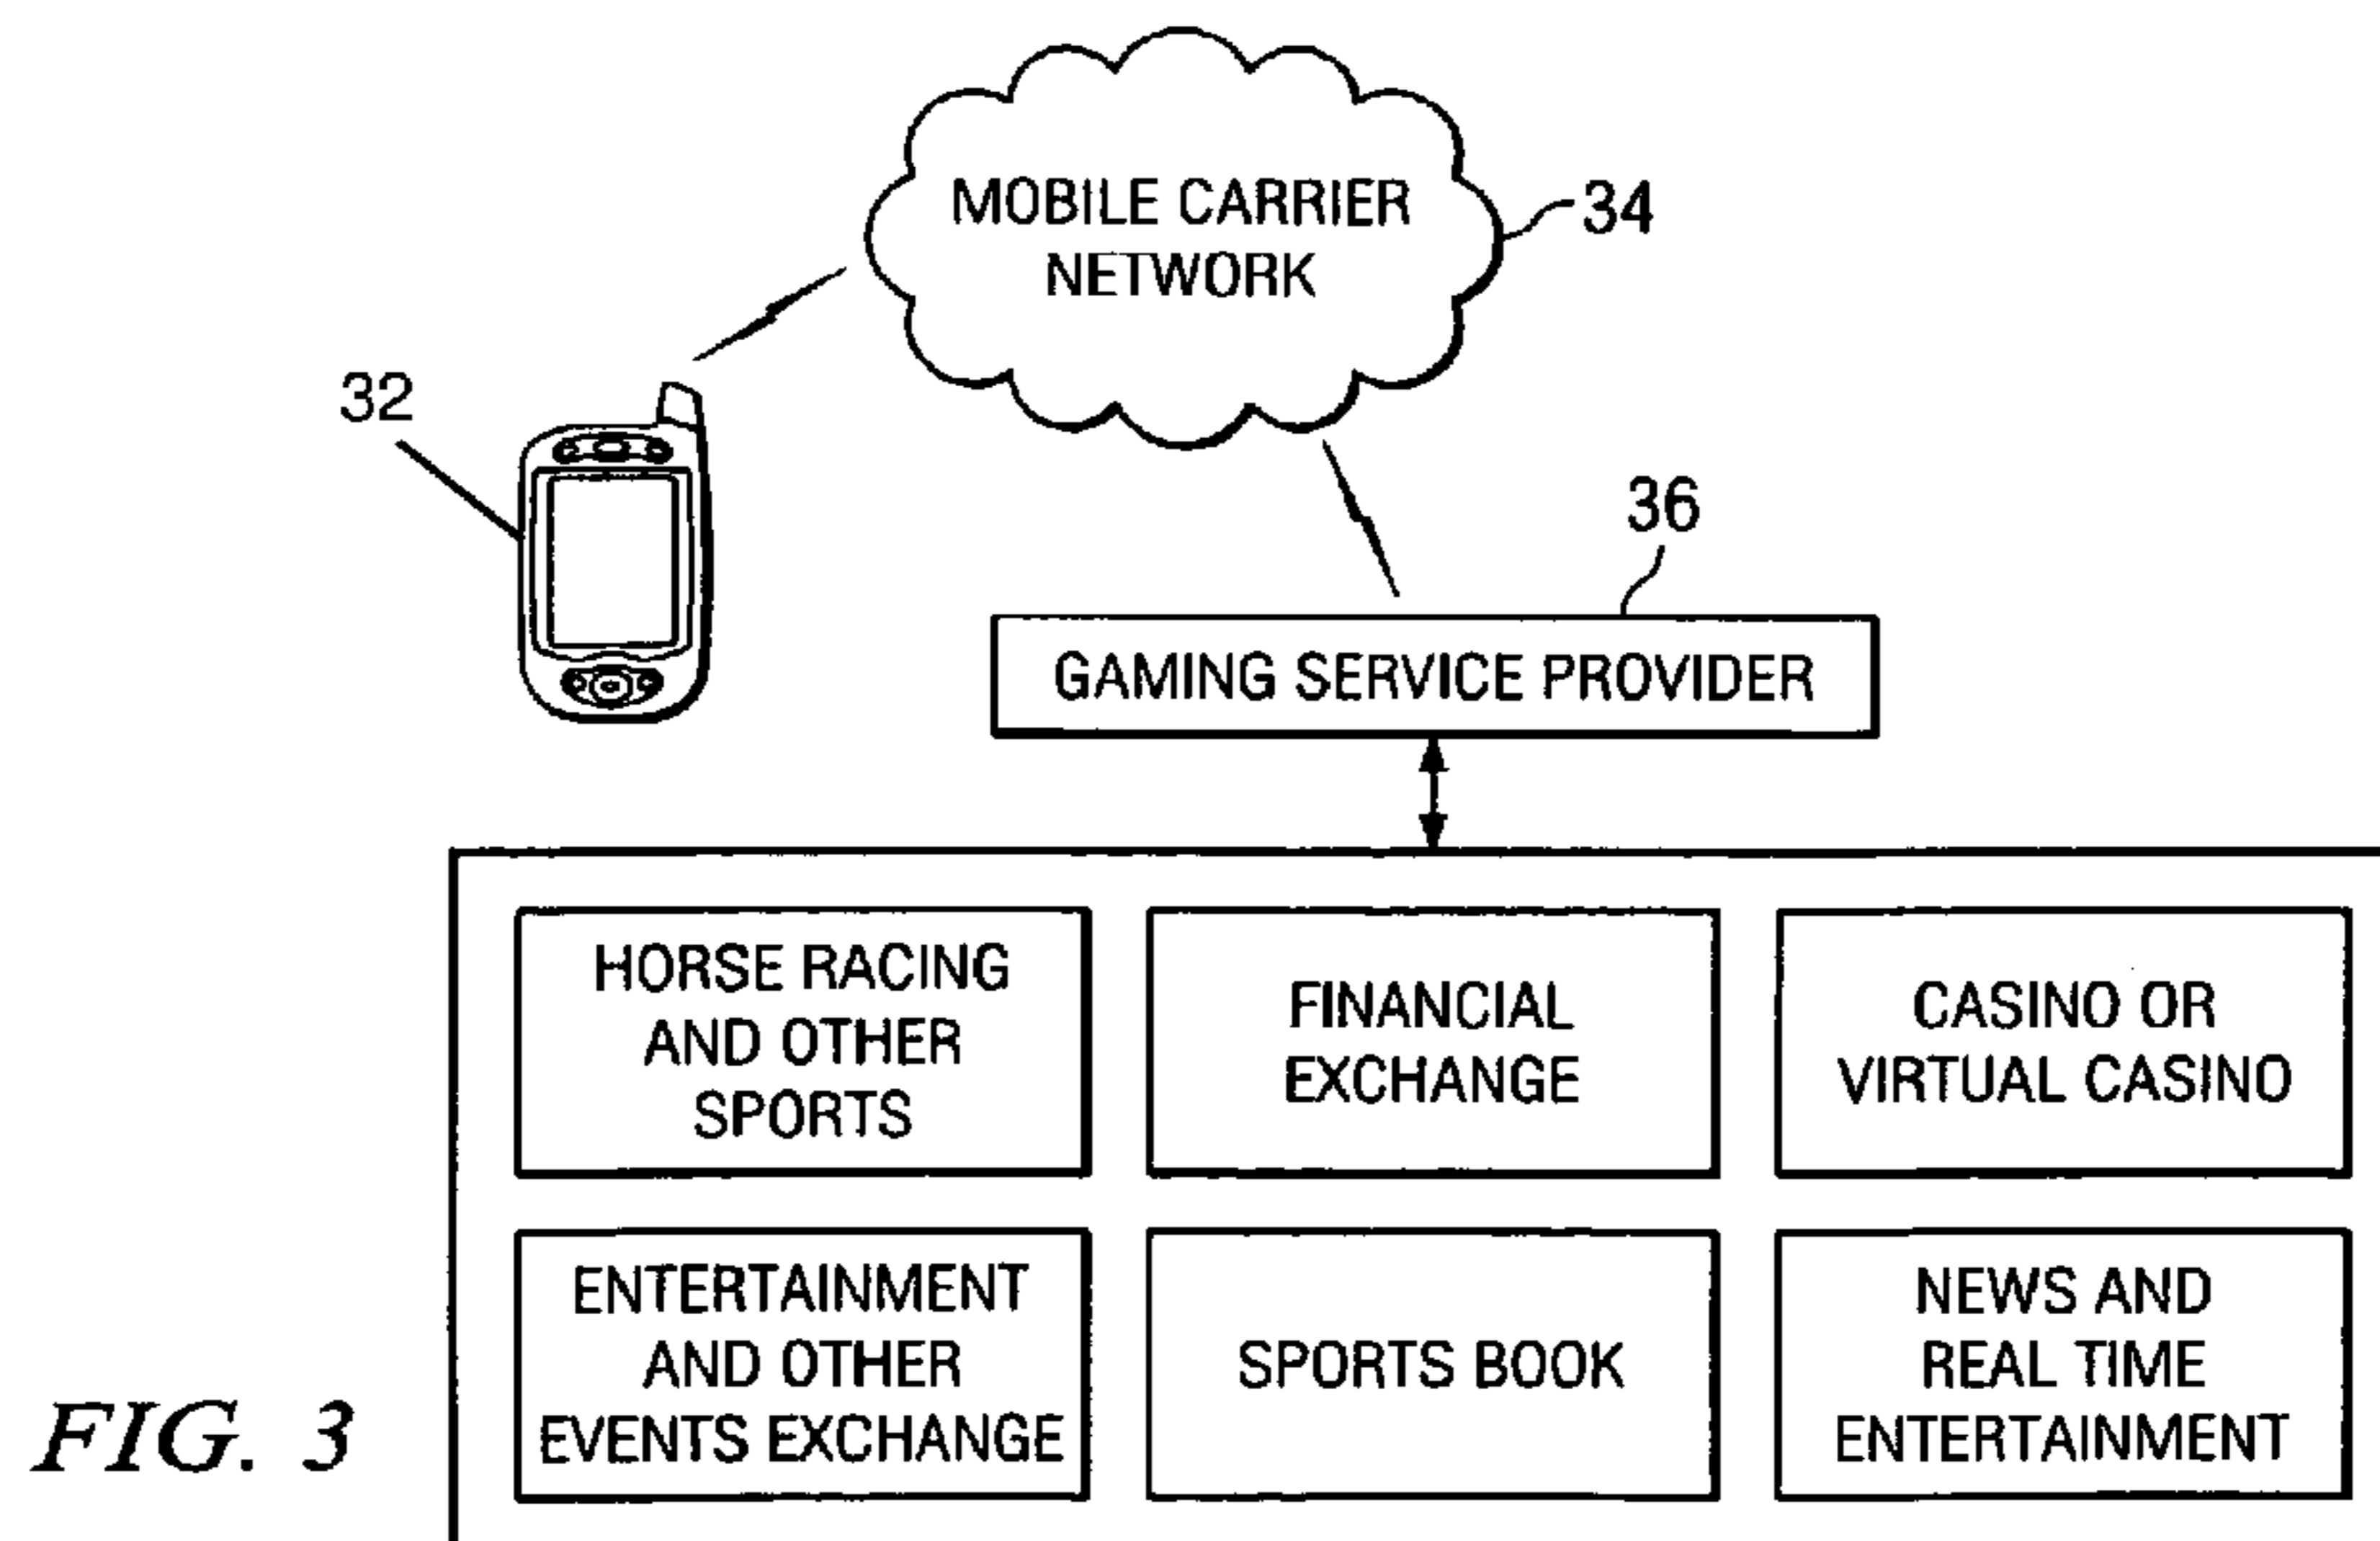 MOBILE CARRIER
NETWORK
34
32
36
GAMING SERVICE PROVIDER
HORSE RACING
AND OTHER
SPORTS
FINANCIAL
EXCHANGE
CASINO OR
VIRTUAL CASINO
ENTERTAINMENT
AND OTHER
EVENTS EXCHANGE
SPORTS BOOK
NEWS AND
REAL TIME
ENTERTAINMENT
FIG. 3